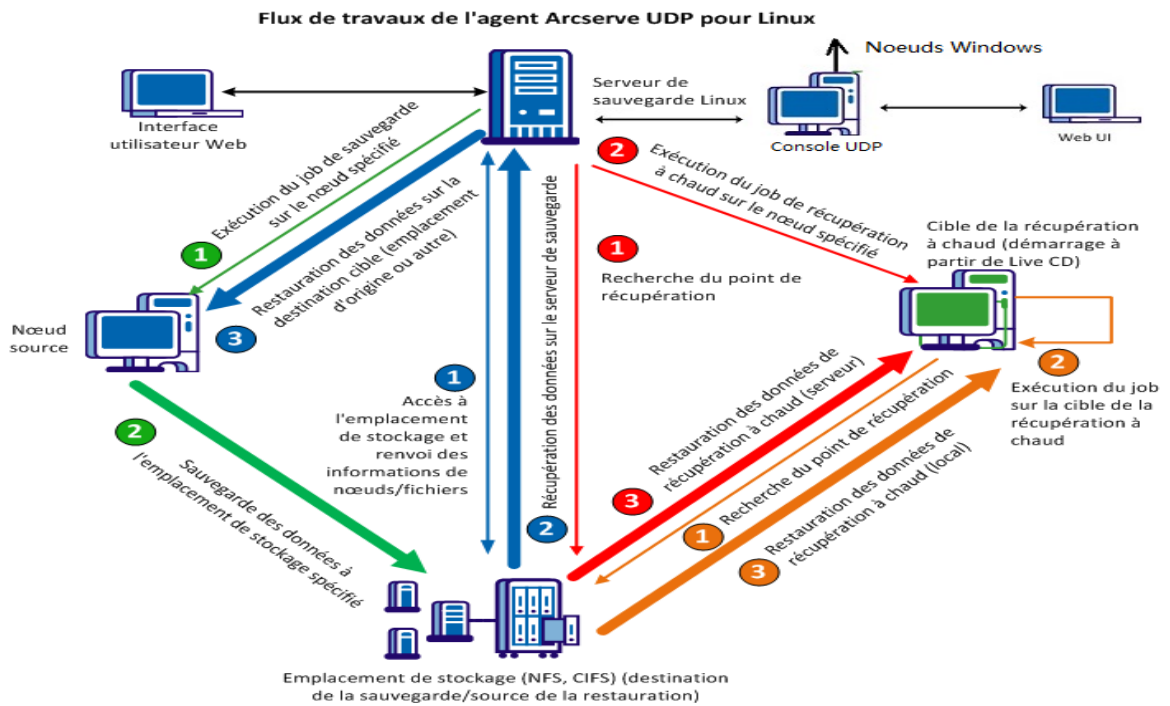 Flux de travaux de l'agent Arcserve UDP pour Linux
Noeuds Windows
Serveur de
sauvegarde Linux
Interface
utilisateur Web
Console UDP
Web UI
1
Exécution du job de sauvegarde
sur le nœud spécifié
3
Restauration des données sur la
destination cible (emplacement
d'origine ou autre)
2
Exécution du job de récupération
à chaud sur le nœud spécifié
1
Recherche du point de
récupération
Cible de la récupération
à chaud (démarrage à
partir de Live CD)
Nœud
source
1
Accès à
l'emplacement
de stockage et
renvoi des
informations de
nœuds/fichiers
2
Récupération des données sur le serveur de sauvegarde
2
Exécution du job
sur la cible de la
récupération à
chaud
2
Sauvegarde des données à
l'emplacement de stockage spécifié
3
Restauration des données de
récupération à chaud (serveur)
1
Recherche du point de récupération
3
Restauration des données de
récupération à chaud (local)
Emplacement de stockage (NFS, CIFS) (destination
de la sauvegarde/source de la restauration)